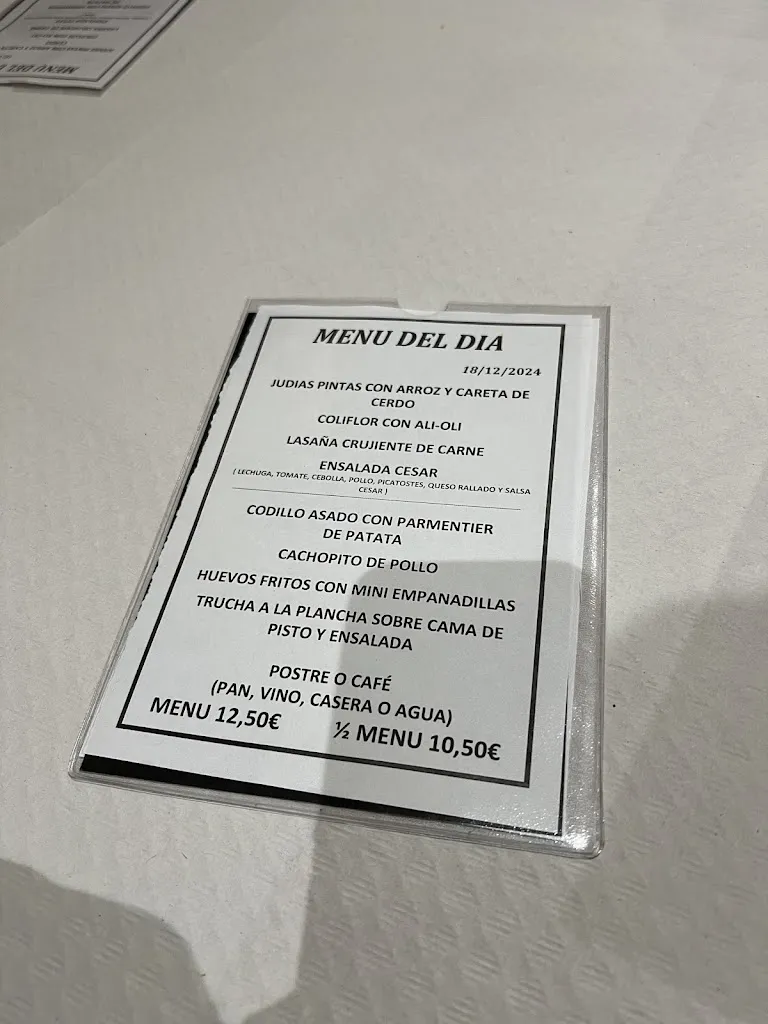 MENU DEL DIA
18/12/2024
JUDIAS PINTAS CON ARROZ Y CARETA DE
CERDO
COLIFLOR CON ALI-OLI
LASAÑA CRUJIENTE DE CARNE
ENSALADA CESAR
( LECHUGA, TOMATE, CEBOLLA, POLLO, PICATOSTES, QUESO RALLADO Y SALSA
CESAR )
CODILLO ASADO CON PARMENTIER
DE PATATA
CACHOPITO DE POLLO
HUEVOS FRITOS CON MINI EMPANADILLAS
TRUCHA A LA PLANCHA SOBRE CAMA DE
PISTO Y ENSALADA
POSTRE O CAFÉ
(PAN, VINO, CASERA O AGUA)
MENU 12,50€ ½ MENU 10,50€
MENU DEL